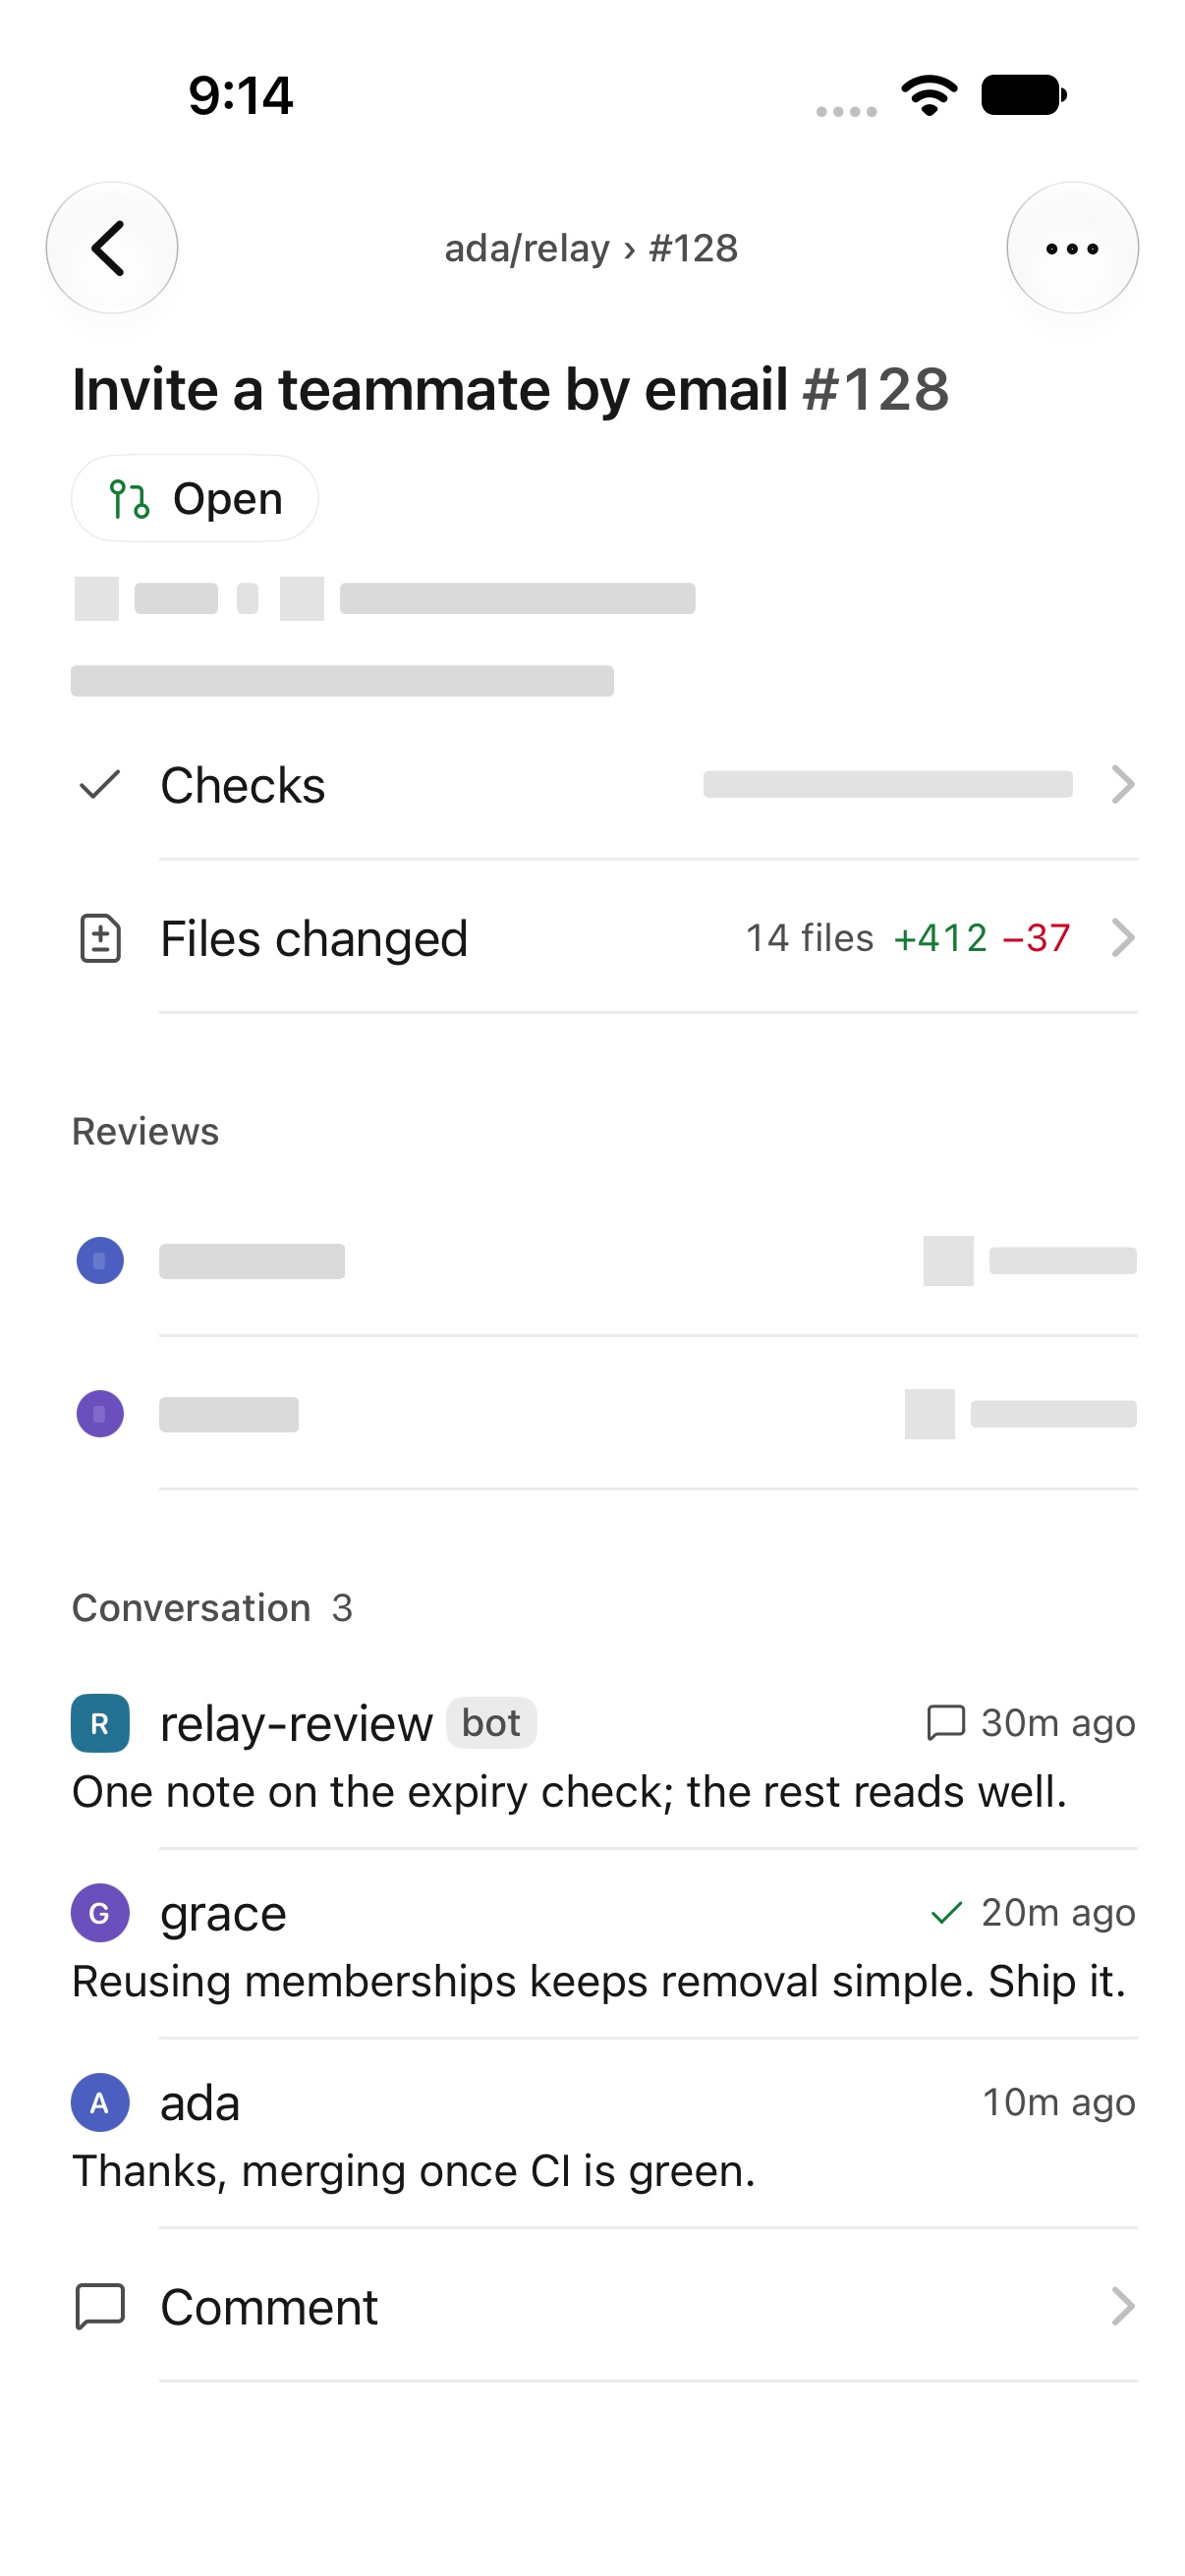 9:14
ada/relay › #128
Invite a teammate by email #128
Open
Checks
Files changed 14 files +412 −37
Reviews
Conversation 3
R relay-review bot 30m ago
One note on the expiry check; the rest reads well.
G grace 20m ago
Reusing memberships keeps removal simple. Ship it.
A ada 10m ago
Thanks, merging once CI is green.
Comment